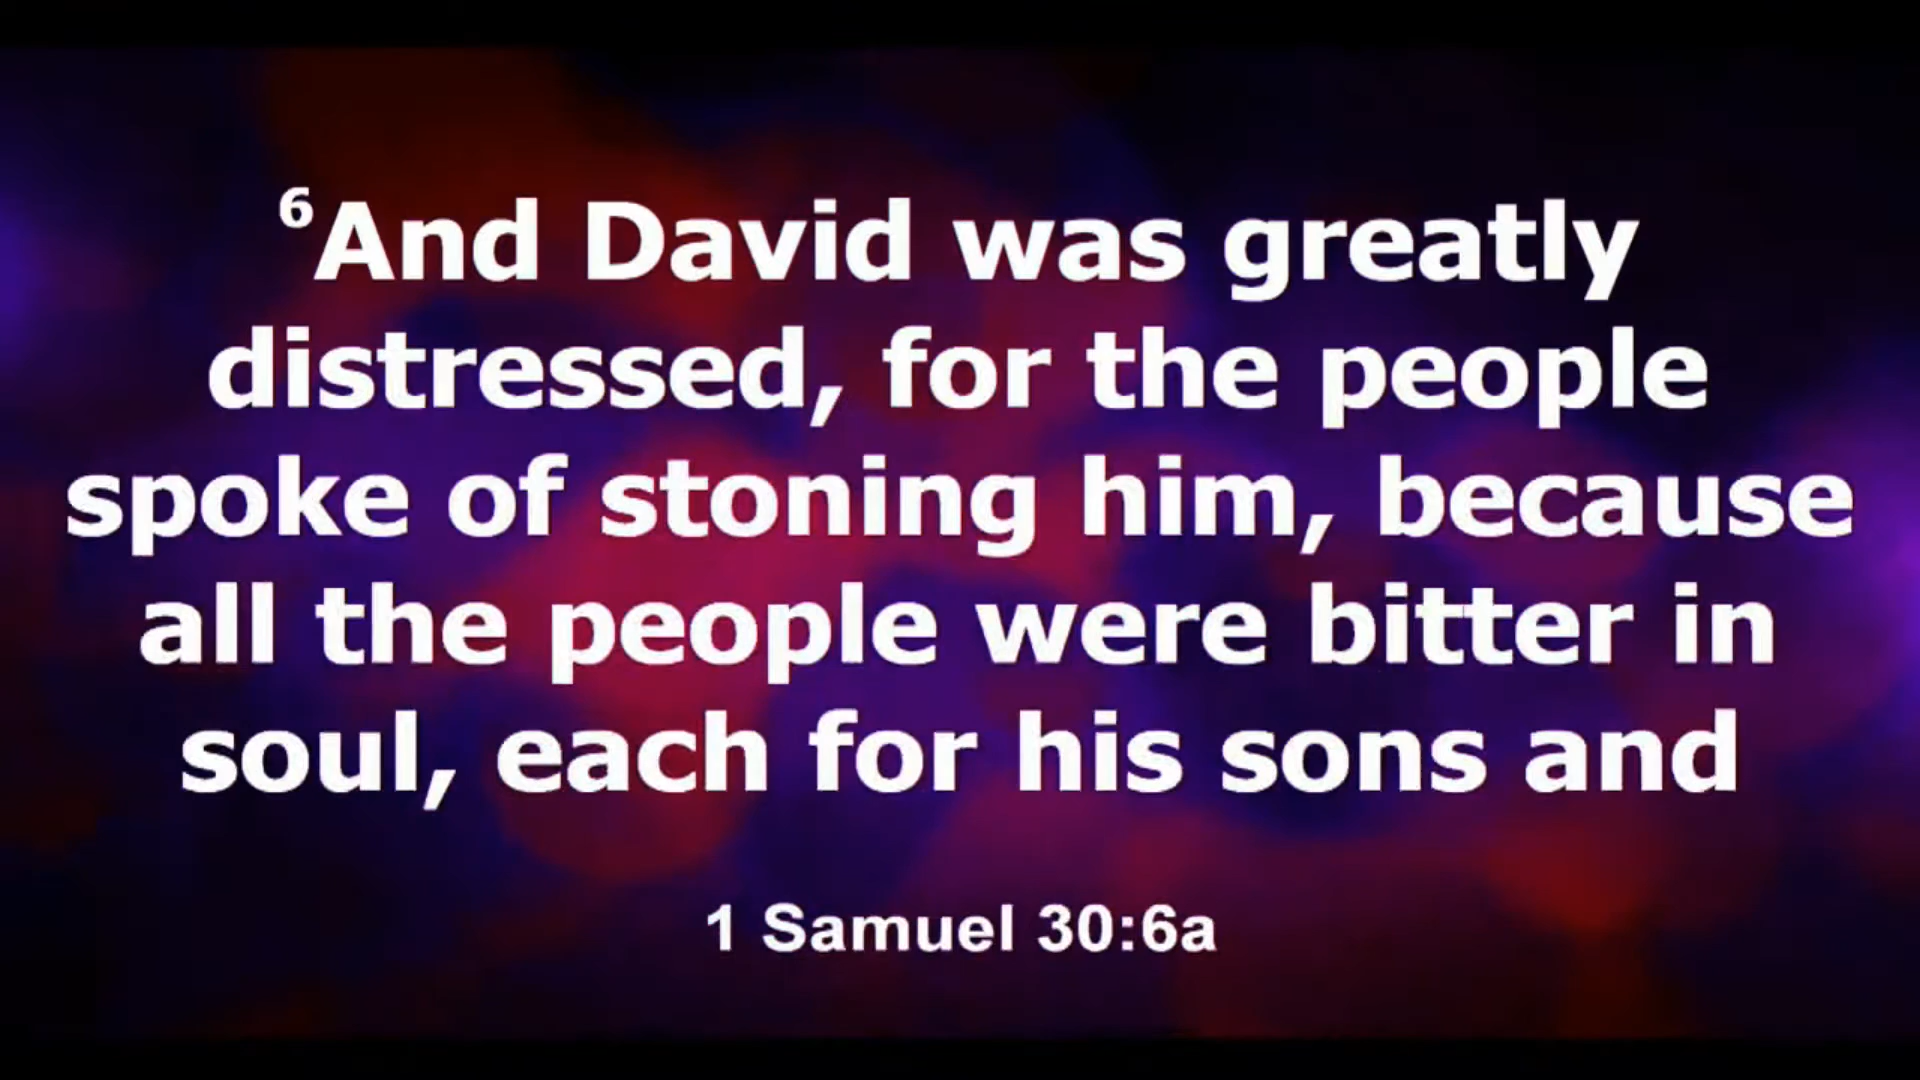 ⁶And David was greatly
distressed, for the people
spoke of stoning him, because
all the people were bitter in
soul, each for his sons and
1 Samuel 30:6a